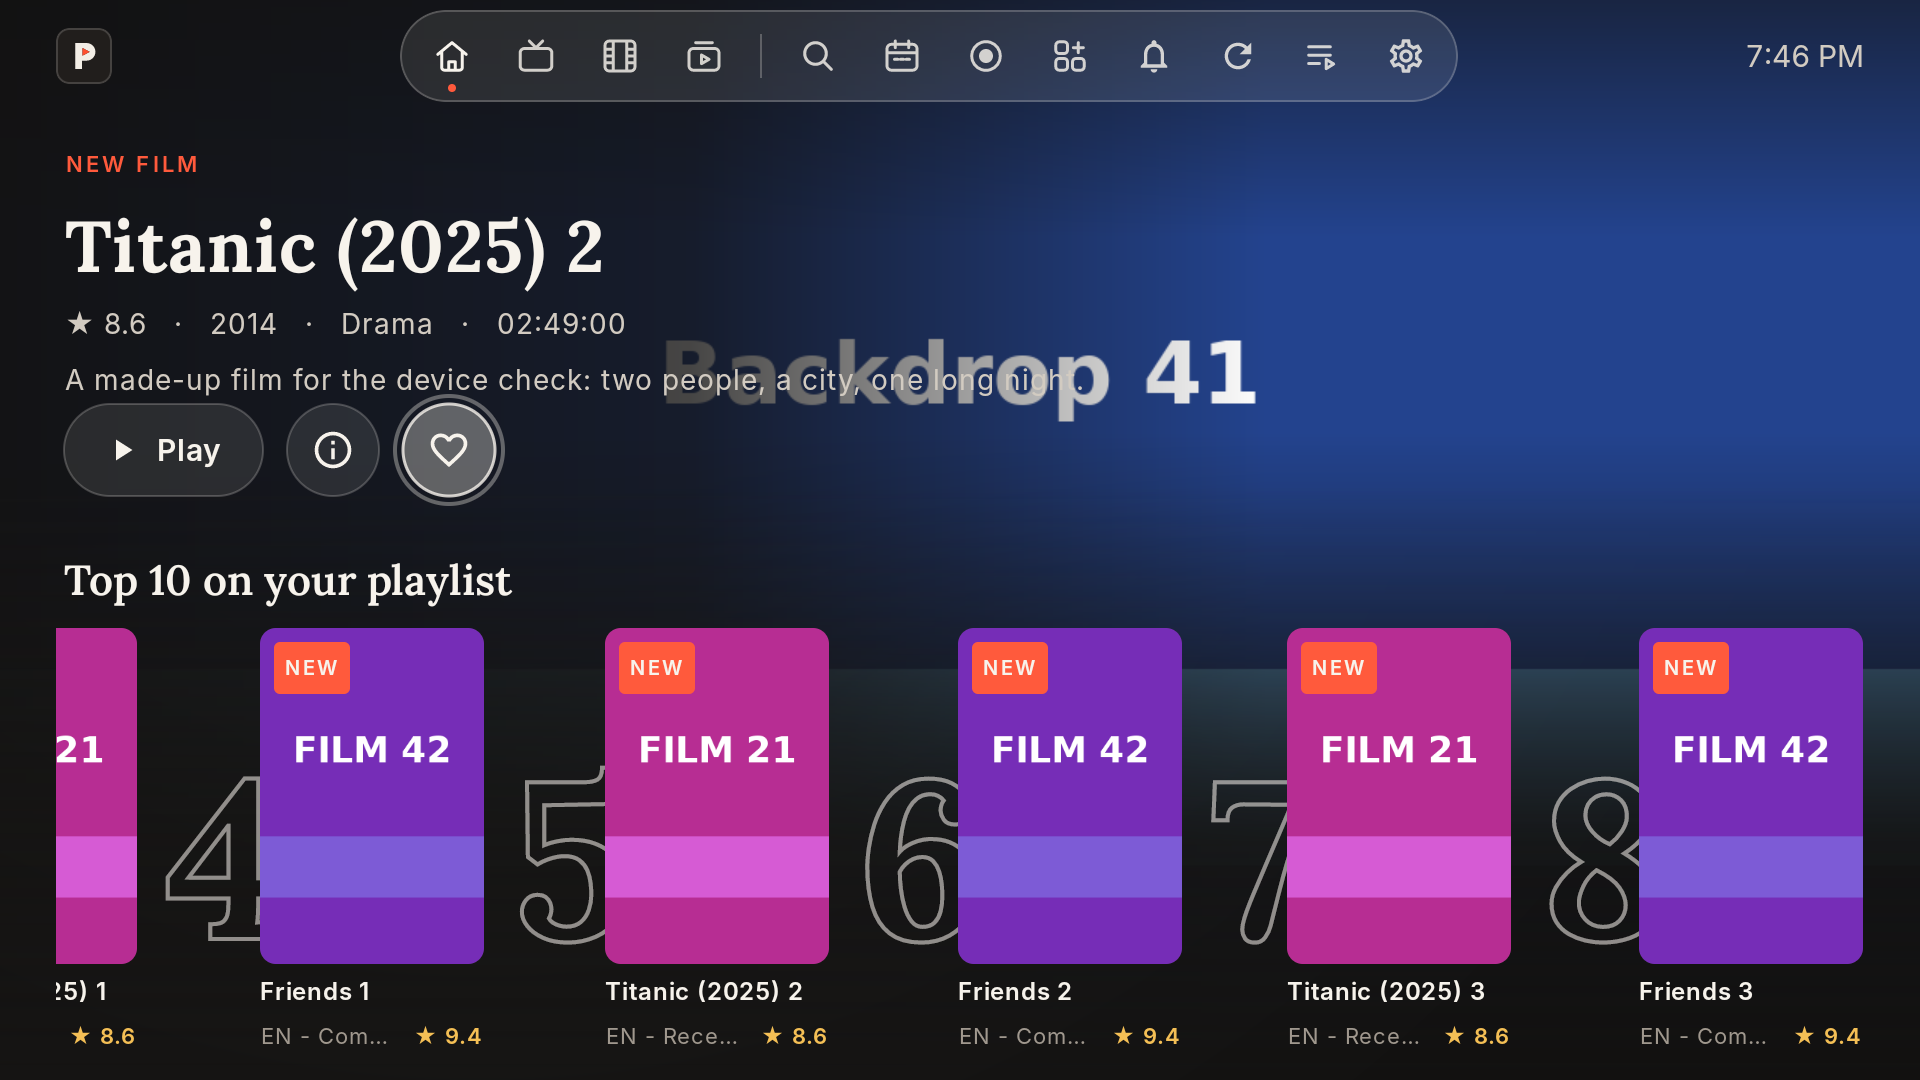 P
7:46 PM
NEW FILM
Titanic (2025) 2
★ 8.6 · 2014 · Drama · 02:49:00
Backdrop 41
A made-up film for the device check: two people, a city, one long night.
Play
Top 10 on your playlist
21
4
NEW
FILM 42
5
NEW
FILM 21
6
NEW
FILM 42
7
NEW
FILM 21
8
NEW
FILM 42
25) 1
★ 8.6
Friends 1
EN - Com... ★ 9.4
Titanic (2025) 2
EN - Rece... ★ 8.6
Friends 2
EN - Com... ★ 9.4
Titanic (2025) 3
EN - Rece... ★ 8.6
Friends 3
EN - Com... ★ 9.4